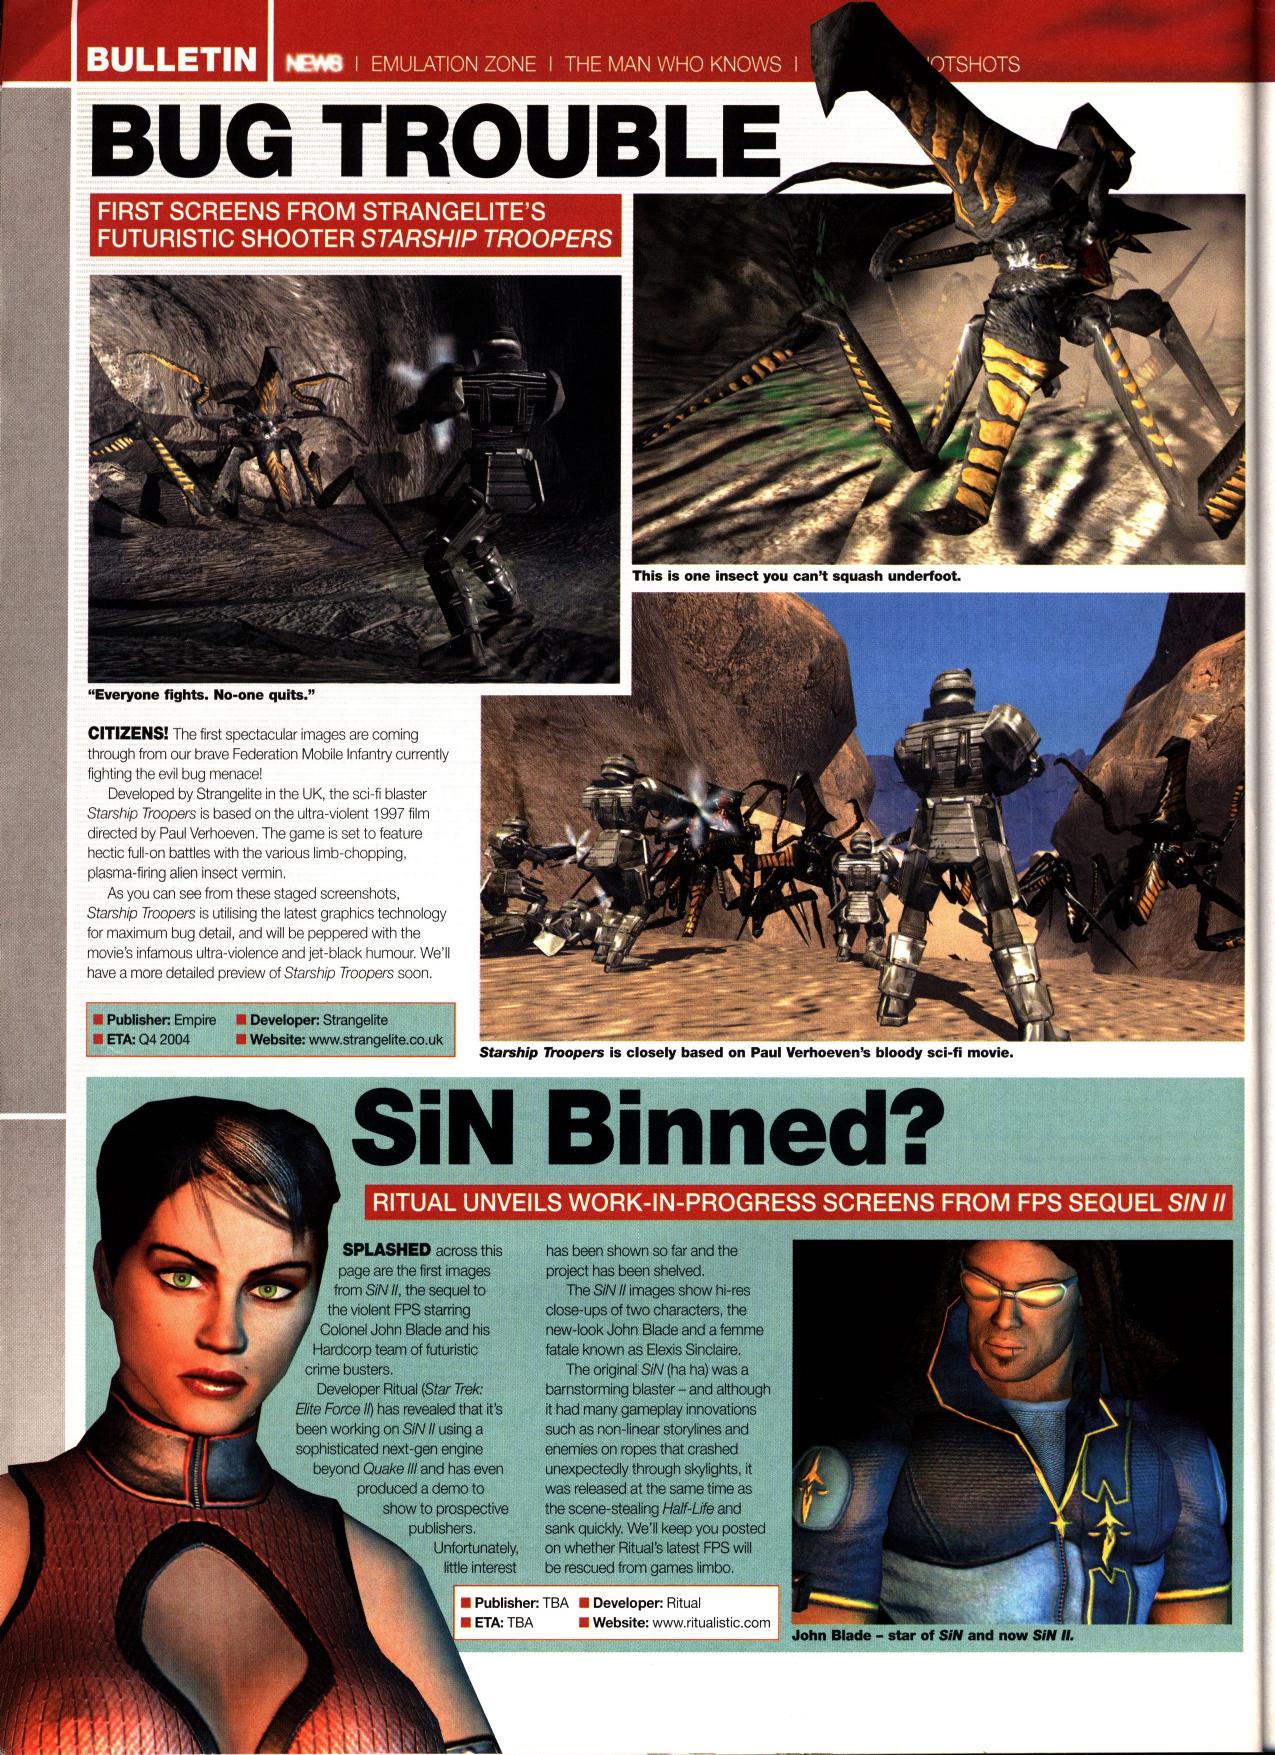 BULLETIN
NEWS | EMULATION ZONE | THE MAN WHO KNOWS | OTSHOTS
BUG TROUBLE
FIRST SCREENS FROM STRANGELITE'S
FUTURISTIC SHOOTER STARSHIP TROOPERS
This is one insect you can't squash underfoot.
"Everyone fights. No-one quits."
CITIZENS! The first spectacular images are coming
through from our brave Federation Mobile Infantry currently
fighting the evil bug menace!
Developed by Strangelite in the UK, the sci-fi blaster
Starship Troopers is based on the ultra-violent 1997 film
directed by Paul Verhoeven. The game is set to feature
hectic full-on battles with the various limb-chopping,
plasma-firing alien insect vermin.
As you can see from these staged screenshots,
Starship Troopers is utilising the latest graphics technology
for maximum bug detail, and will be peppered with the
movie's infamous ultra-violence and jet-black humour. We'll
have a more detailed preview of Starship Troopers soon.
Publisher: Empire Developer: Strangelite
ETA: Q4 2004 Website: www.strangelite.co.uk
Starship Troopers is closely based on Paul Verhoeven's bloody sci-fi movie.
SiN Binned?
RITUAL UNVEILS WORK-IN-PROGRESS SCREENS FROM FPS SEQUEL SIN II
SPLASHED across this
page are the first images
from SiN II, the sequel to
the violent FPS starring
Colonel John Blade and his
Hardcorp team of futuristic
crime busters.
Developer Ritual (Star Trek:
Elite Force II) has revealed that it's
been working on SiN II using a
sophisticated next-gen engine
beyond Quake III and has even
produced a demo to
show to prospective
publishers.
Unfortunately,
little interest
has been shown so far and the
project has been shelved.
The SiN II images show hi-res
close-ups of two characters, the
new-look John Blade and a femme
fatale known as Elexis Sinclaire.
The original SiN (ha ha) was a
barnstorming blaster – and although
it had many gameplay innovations
such as non-linear storylines and
enemies on ropes that crashed
unexpectedly through skylights, it
was released at the same time as
the scene-stealing Half-Life and
sank quickly. We'll keep you posted
on whether Ritual's latest FPS will
be rescued from games limbo.
Publisher: TBA Developer: Ritual
ETA: TBA Website: www.ritualistic.com
John Blade – star of SiN and now SiN II.